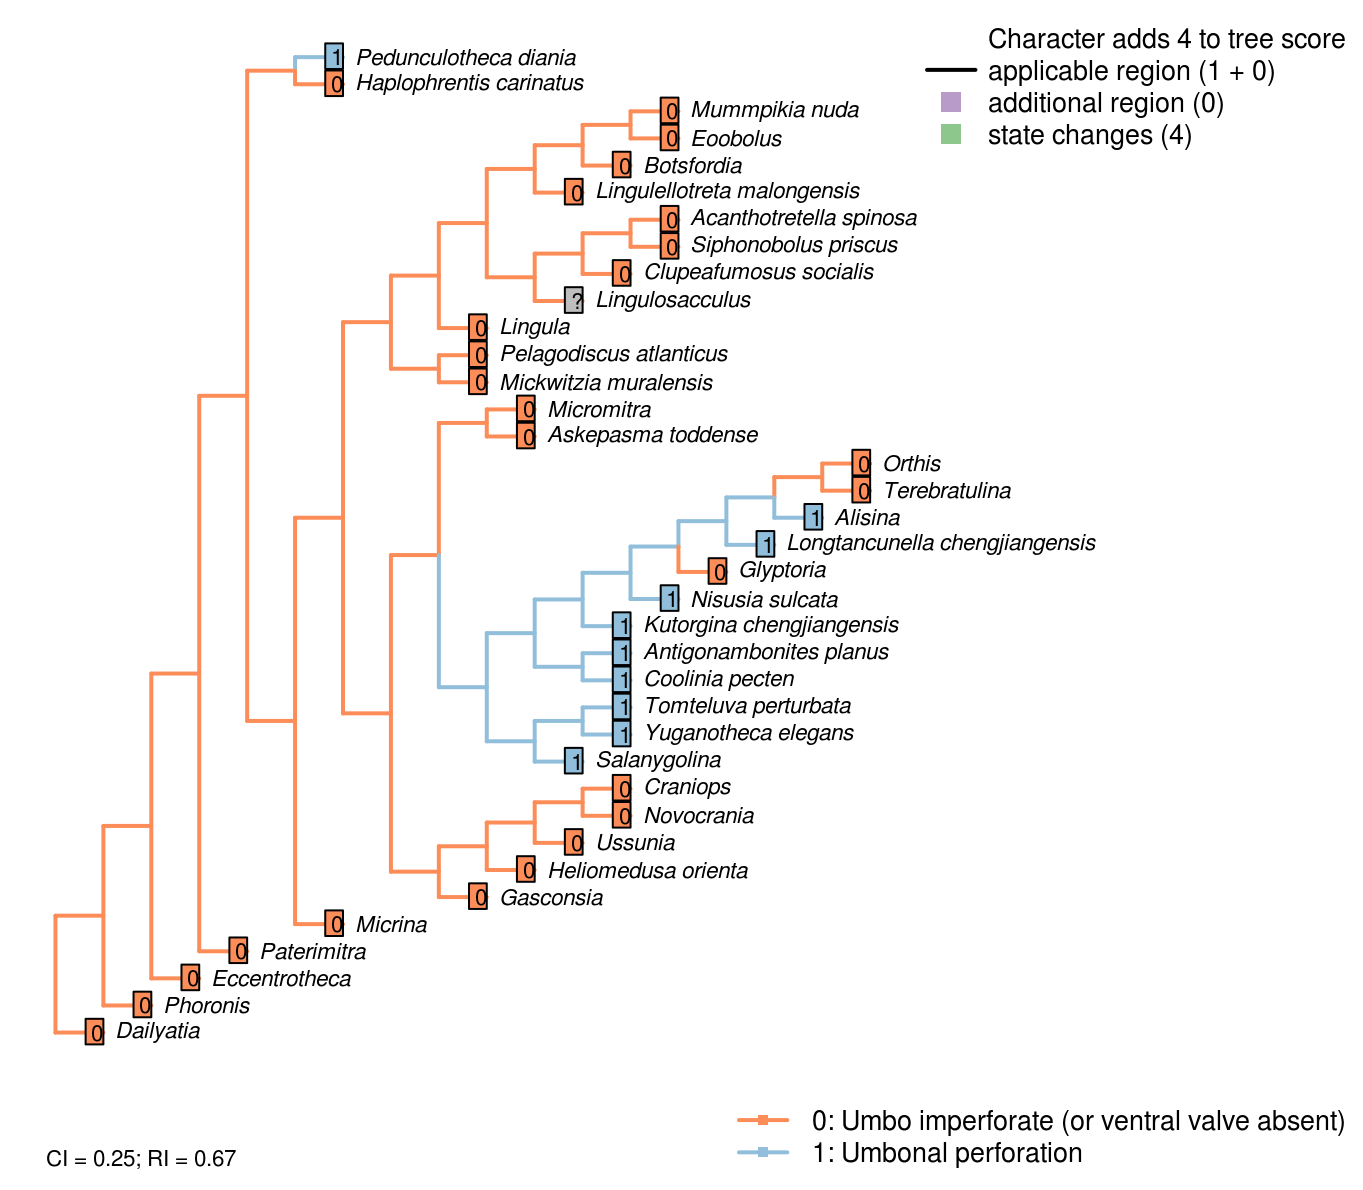 Character adds 4 to tree score
applicable region (1 + 0)
additional region (0)
state changes (4)
1 Pedunculotheca diania
0 Haplophrentis carinatus
0 Mummpikia nuda
0 Eoobolus
0 Botsfordia
0 Lingulellotreta malongensis
0 Acanthotretella spinosa
0 Siphonobolus priscus
0 Clupeafumosus socialis
? Lingulosacculus
0 Lingula
0 Pelagodiscus atlanticus
0 Mickwitzia muralensis
0 Micromitra
0 Askepasma toddense
0 Orthis
0 Terebratulina
1 Alisina
1 Longtancunella chengjiangensis
0 Glyptoria
1 Nisusia sulcata
1 Kutorgina chengjiangensis
1 Antigonambonites planus
1 Coolinia pecten
1 Tomteluva perturbata
1 Yuganotheca elegans
1 Salanygolina
0 Craniops
0 Novocrania
0 Ussunia
0 Heliomedusa orienta
0 Gasconsia
0 Micrina
0 Paterimitra
0 Eccentrotheca
0 Phoronis
0 Dailyatia
0: Umbo imperforate (or ventral valve absent)
1: Umbonal perforation
CI = 0.25; RI = 0.67